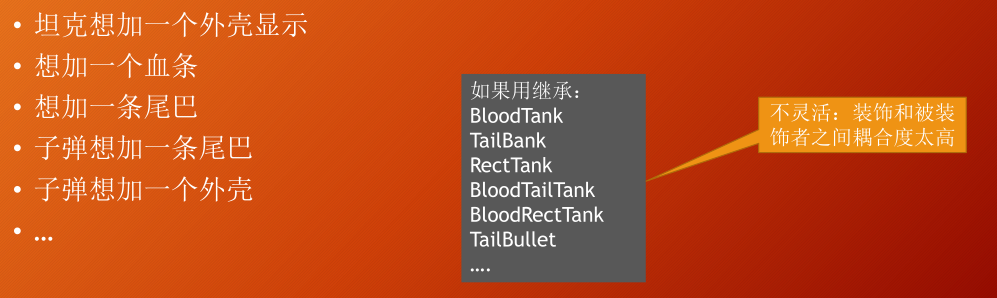 • 坦克想加一个外壳显示
• 想加一个血条
• 想加一条尾巴
• 子弹想加一条尾巴
• 子弹想加一个外壳
• ...
如果用继承：
BloodTank
TailBank
RectTank
BloodTailTank
BloodRectTank
TailBullet
....
不灵活：装饰和被装
饰者之间耦合度太高